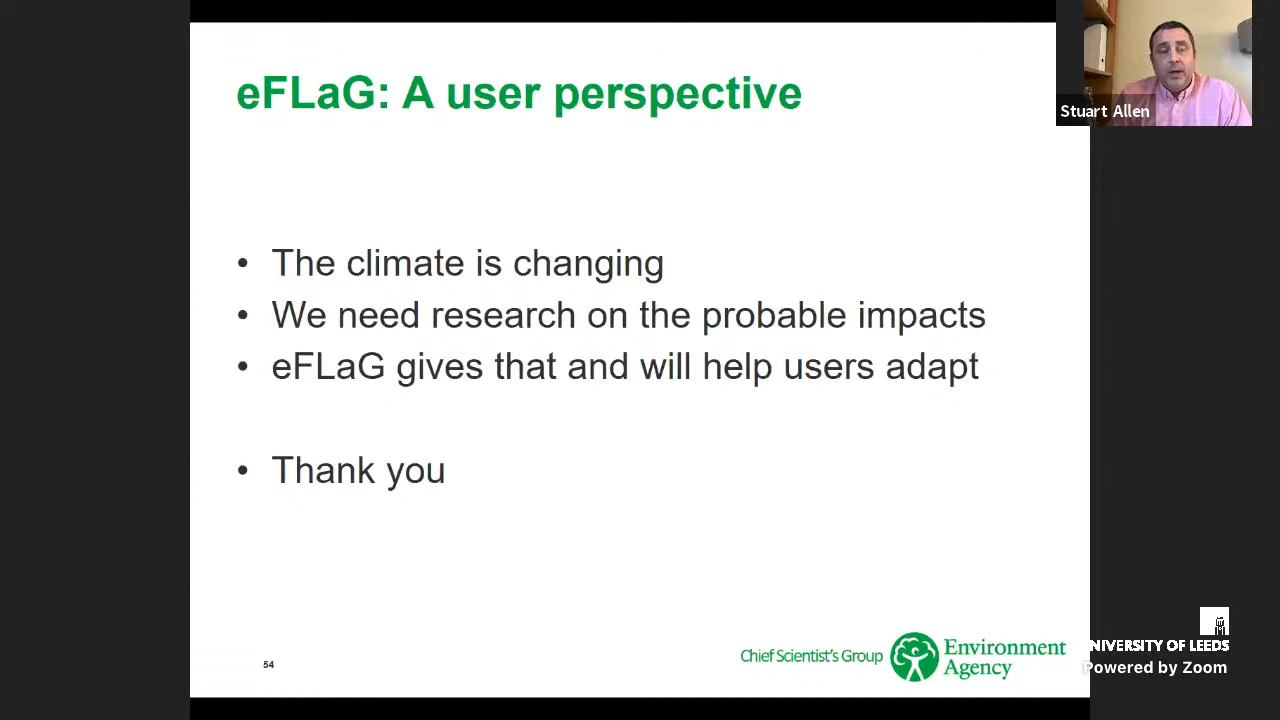 eFLaG: A user perspective
Stuart Allen
• The climate is changing
• We need research on the probable impacts
• eFLaG gives that and will help users adapt
• Thank you
54
Chief Scientist's Group
Environment
Agency
UNIVERSITY OF LEEDS
Powered by Zoom